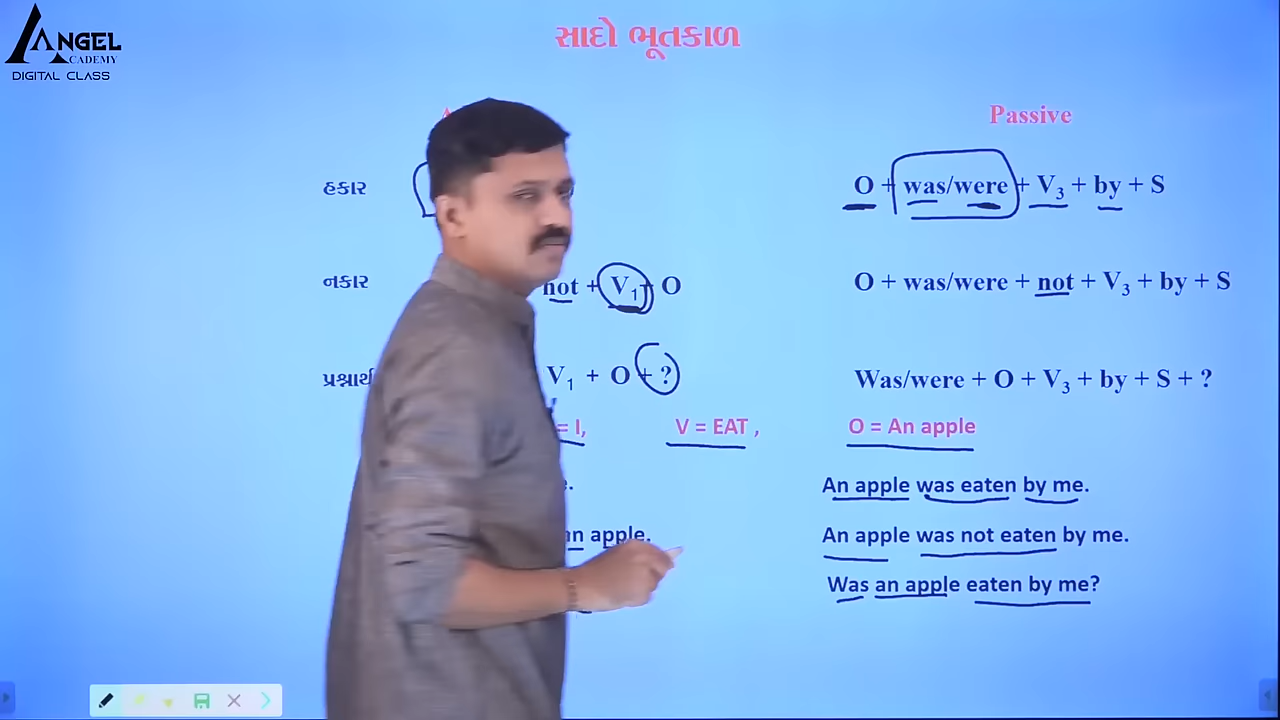 ANGEL
ACADEMY
DIGITAL CLASS
સાદો ભૂતકાળ
Passive
હકાર
O + was/were + V₃ + by + S
નકાર
not + V₁ + O
O + was/were + not + V₃ + by + S
V₁ + O + ?
Was/were + O + V₃ + by + S + ?
= I, V = EAT , O = An apple
An apple was eaten by me.
an apple.
An apple was not eaten by me.
Was an apple eaten by me?